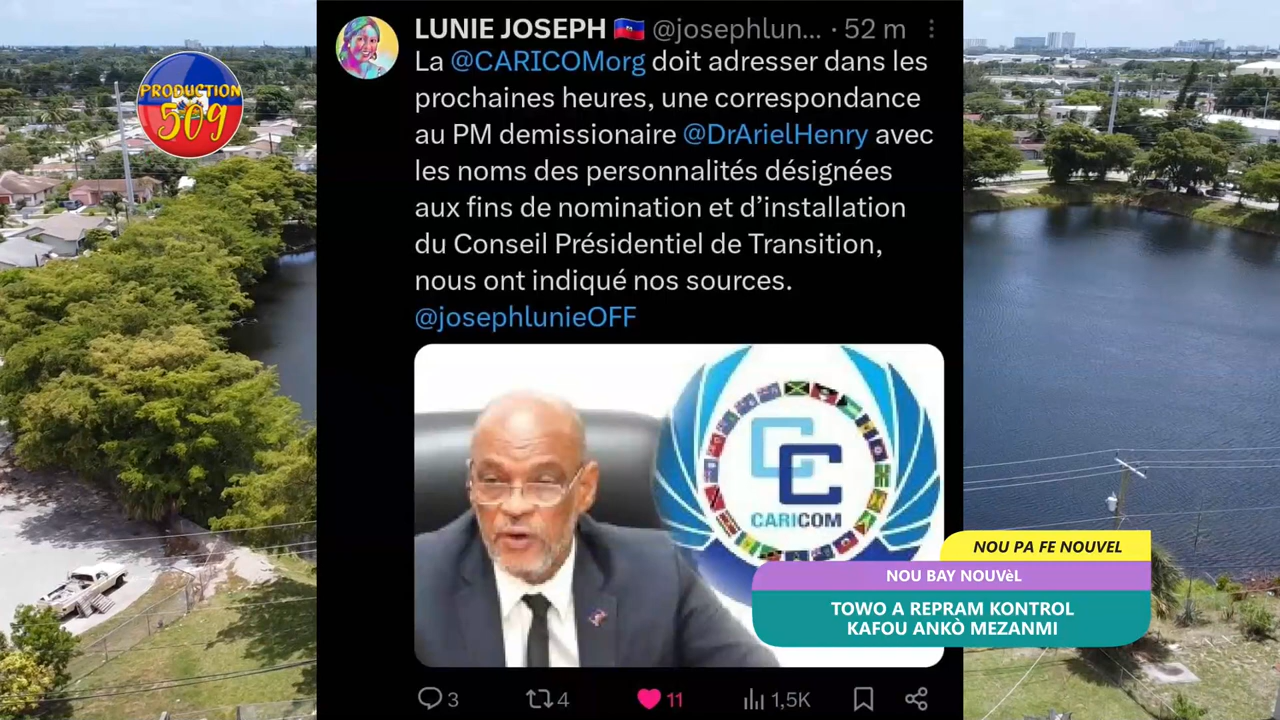 PRODUCTION
509
LUNIE JOSEPH 🇭🇹 @josephlun... · 52 m
La @CARICOMorg doit adresser dans les
prochaines heures, une correspondance
au PM demissionaire @DrArielHenry avec
les noms des personnalités désignées
aux fins de nomination et d’installation
du Conseil Présidentiel de Transition,
nous ont indiqué nos sources.
@josephlunieOFF
CC
CARICOM
NOU PA FE NOUVEL
NOU BAY NOUVèL
TOWO A REPRAM KONTROL
KAFOU ANKÒ MEZANMI
3 4 11 1,5K